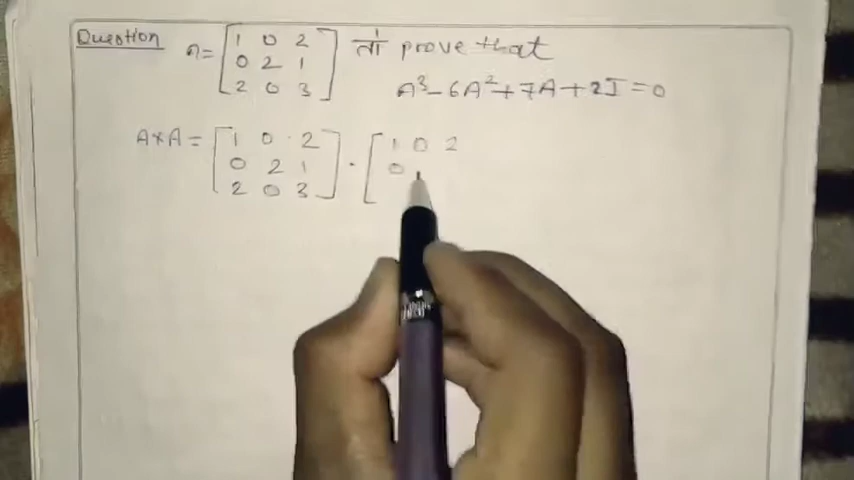 Question A = [1 0 2 prove that
0 2 1
2 0 3] A³ - 6A² + 7A + 2I = 0
A × A = [1 0 2 · [1 0 2
0 2 1 0
2 0 3]